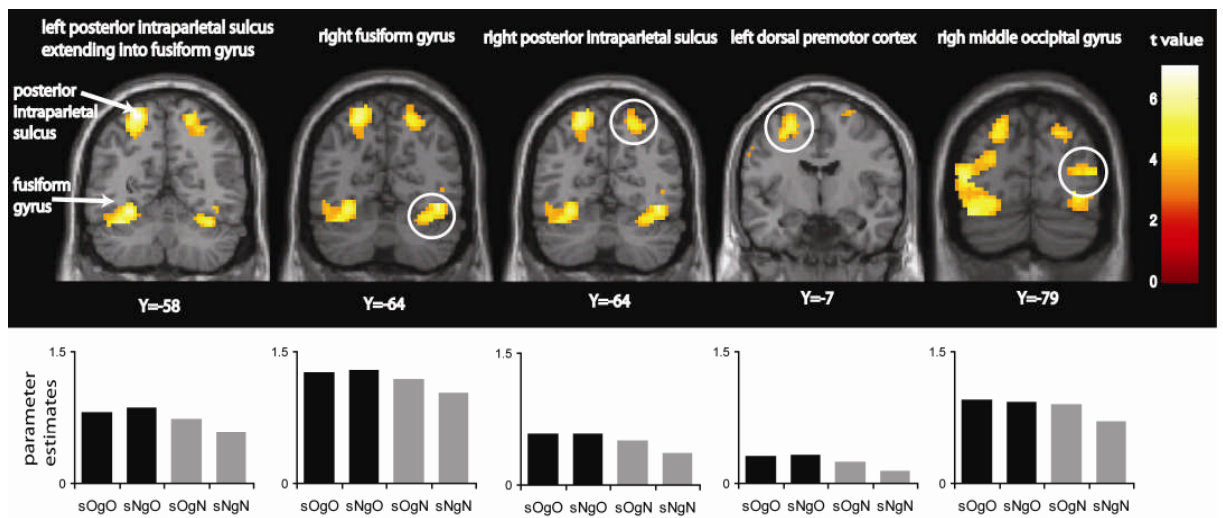 left posterior intraparietal sulcus
extending into fusiform gyrus
right fusiform gyrus
right posterior intraparietal sulcus
left dorsal premotor cortex
righ middle occipital gyrus
t value
posterior
intraparietal
sulcus
fusiform
gyrus
6
4
2
0
Y=-58
Y=-64
Y=-64
Y=-7
Y=-79
parameter
estimates
1.5
0
sOgO sNgO sOgN sNgN
1.5
0
sOgO sNgO sOgN sNgN
1.5
0
sOgO sNgO sOgN sNgN
1.5
0
sOgO sNgO sOgN sNgN
1.5
0
sOgO sNgO sOgN sNgN